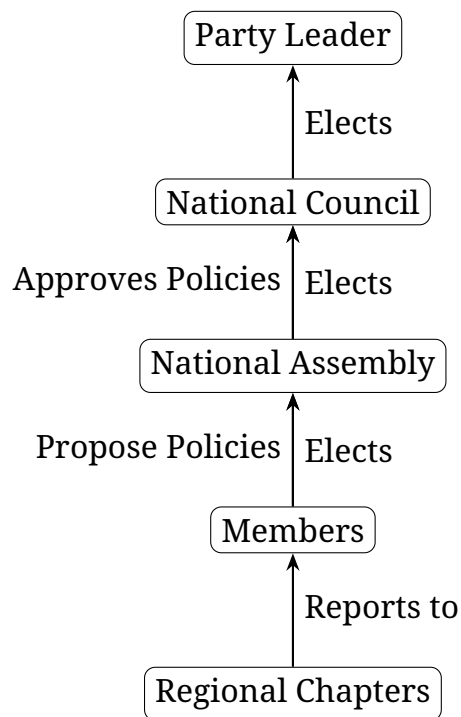 Party Leader
Elects
National Council
Approves Policies
Elects
National Assembly
Propose Policies
Elects
Members
Reports to
Regional Chapters